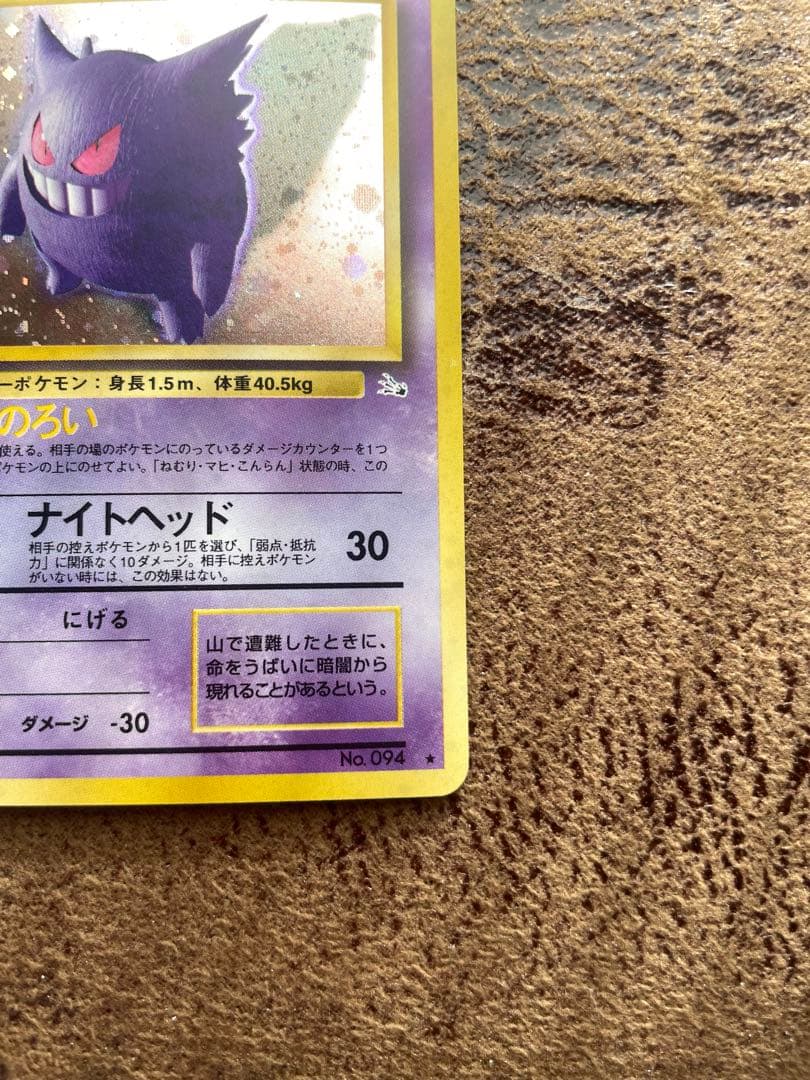 ーポケモン：身長1.5m、体重40.5kg
のろい
使える。相手の場のポケモンにのっているダメージカウンターを1つ
ポケモンの上にのせてよい。「ねむり・マヒ・こんらん」状態の時、この
ナイトヘッド
相手の控えポケモンから1匹を選び、「弱点・抵抗
力」に関係なく10ダメージ。相手に控えポケモン
がいない時には、この効果はない。
30
にげる
山で遭難したときに、
命をうばいに暗闇から
現れることがあるという。
ダメージ -30
No. 094 ★